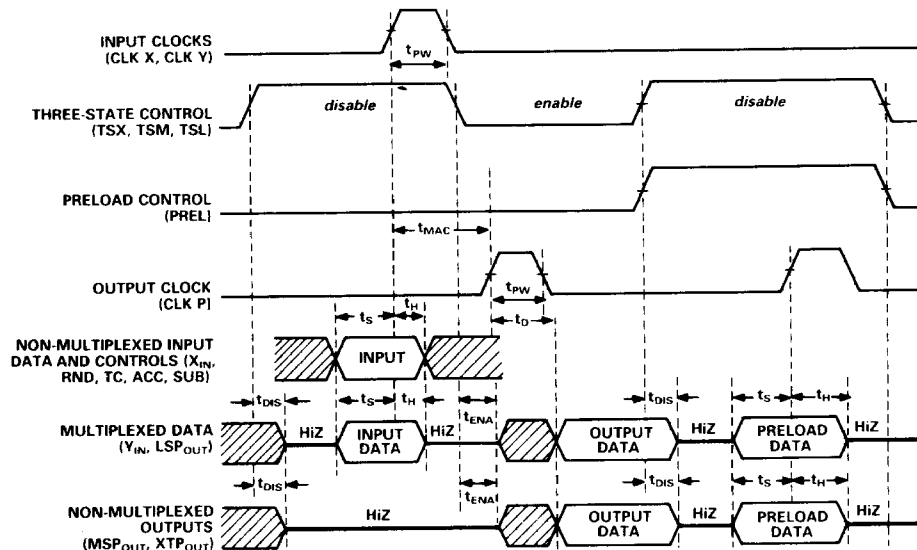 INPUT CLOCKS
(CLK X, CLK Y)
tPW
THREE-STATE CONTROL
(TSX, TSM, TSL)
disable
enable
disable
PRELOAD CONTROL
(PREL)
tMAC
OUTPUT CLOCK
(CLK P)
tPW
tS
tH
tD
NON-MULTIPLEXED INPUT
DATA AND CONTROLS (XIN,
RND, TC, ACC, SUB)
INPUT
tDIS
tS
tH
tENA
tDIS
tS
tH
MULTIPLEXED DATA
(YIN, LSPOUT)
HiZ
INPUT
DATA
HiZ
OUTPUT
DATA
HiZ
PRELOAD
DATA
HiZ
tDIS
tENA
tDIS
tS
tH
NON-MULTIPLEXED
OUTPUTS
(MSPOUT, XTPOUT)
HiZ
OUTPUT
DATA
HiZ
PRELOAD
DATA
HiZ